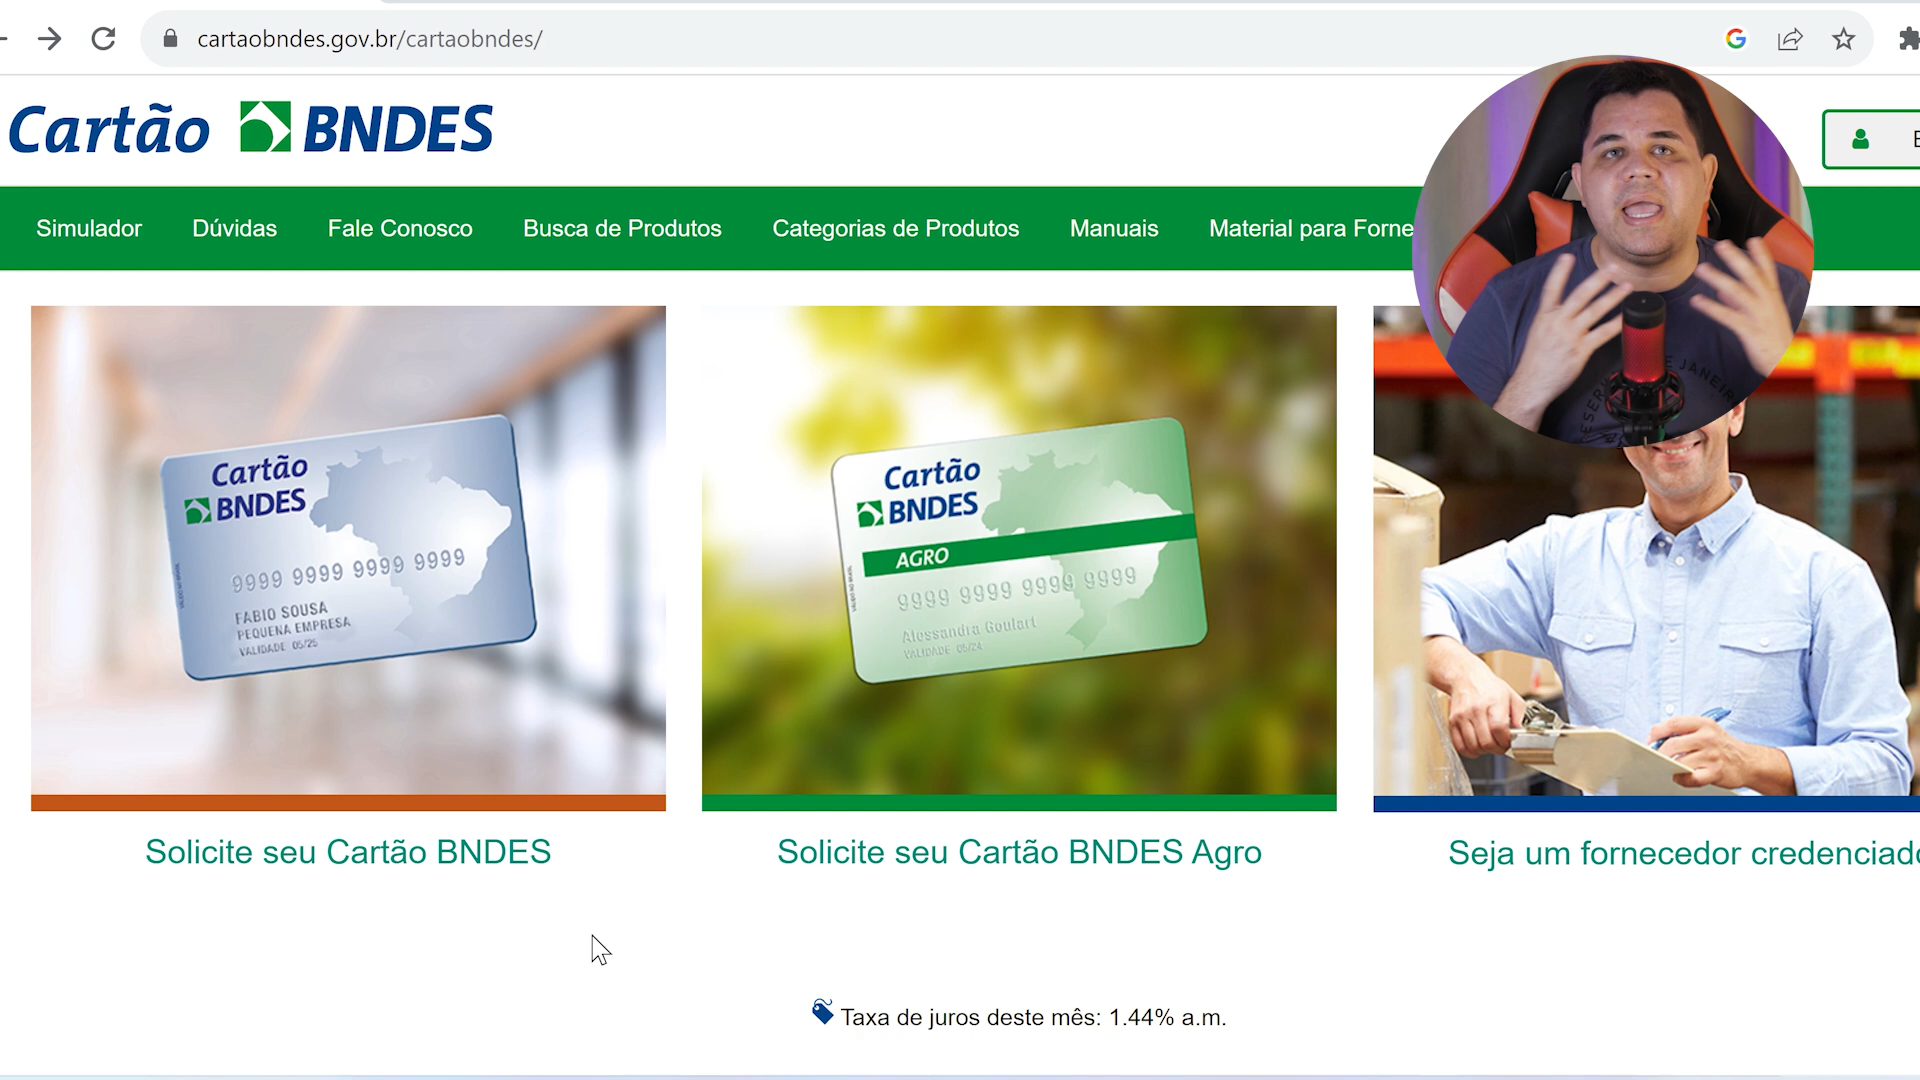 cartaobndes.gov.br/cartaobndes/
Cartão BNDES
Simulador Dúvidas Fale Conosco Busca de Produtos Categorias de Produtos Manuais Material para Forne
Cartão
BNDES
9999 9999 9999 9999
FABIO SOUSA
PEQUENA EMPRESA
VALIDADE 05/25
Cartão
BNDES
AGRO
9999 9999 9999 9999
Alessandra Goulart
VALIDADE 05/24
JANEIR
Solicite seu Cartão BNDES
Solicite seu Cartão BNDES Agro
Seja um fornecedor credenciado
Taxa de juros deste mês: 1.44% a.m.